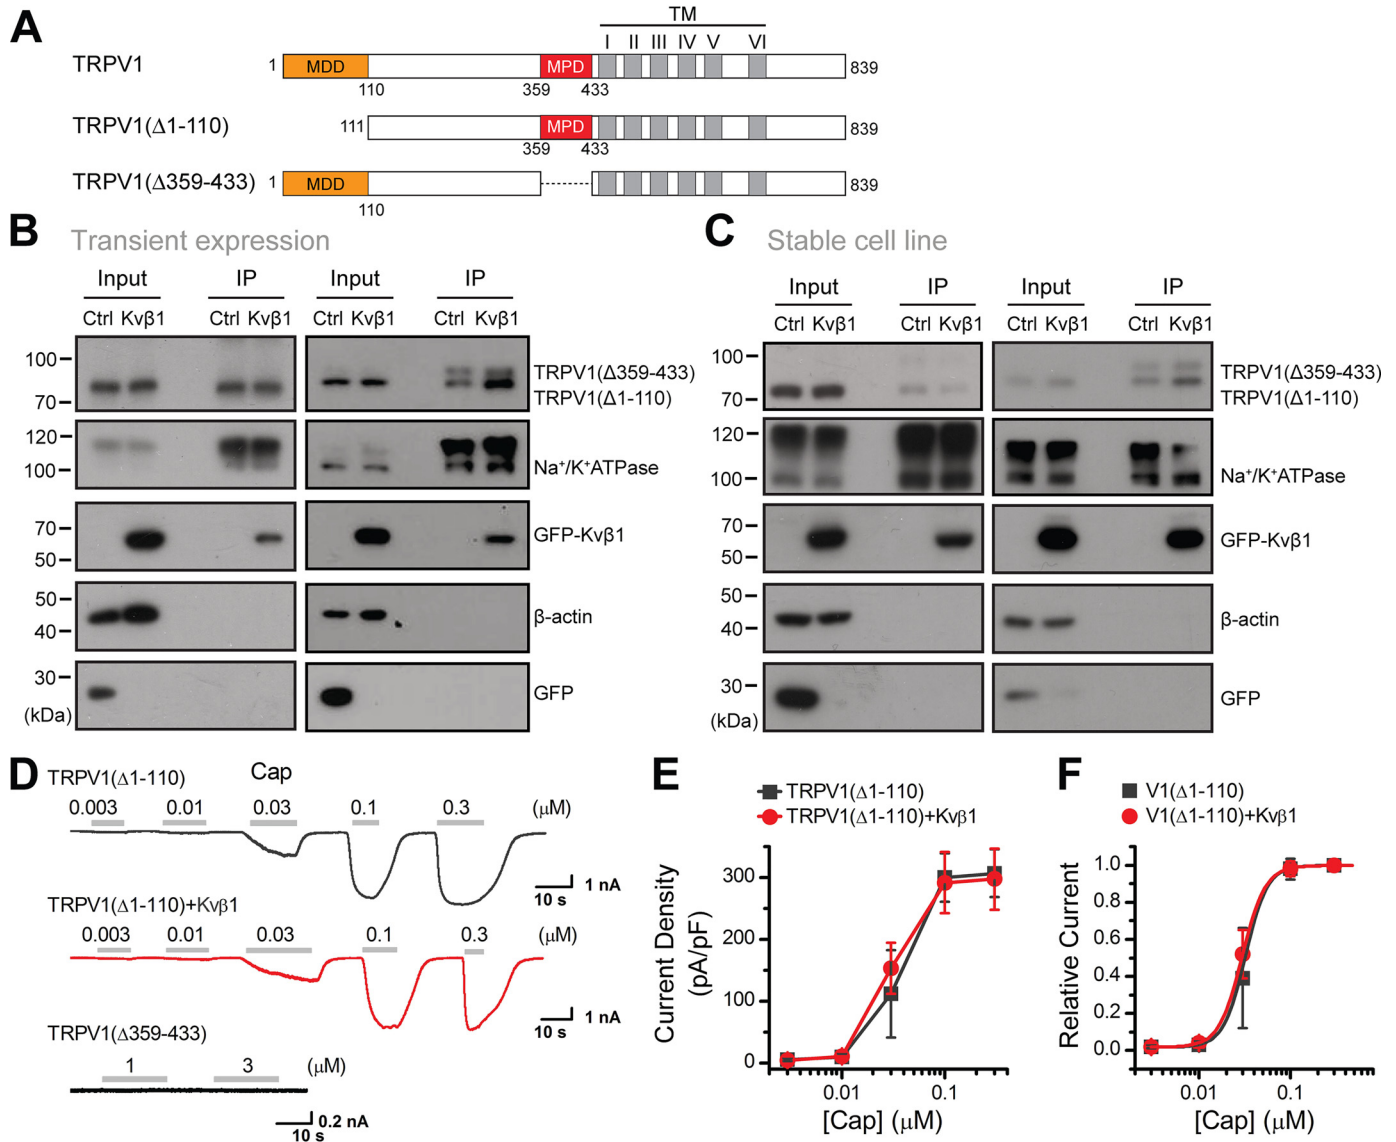 A
TM
I II III IV V VI
TRPV1 1 MDD MPD 839
110 359 433
TRPV1(Δ1-110) 111 MPD 839
359 433
TRPV1(Δ359-433) 1 MDD 839
110
B Transient expression
Input IP Input IP
Ctrl Kvβ1 Ctrl Kvβ1 Ctrl Kvβ1 Ctrl Kvβ1
100
70
TRPV1(Δ359-433)
TRPV1(Δ1-110)
120
100
Na⁺/K⁺ATPase
70
50
GFP-Kvβ1
50
40
β-actin
30
(kDa)
GFP
C Stable cell line
Input IP Input IP
Ctrl Kvβ1 Ctrl Kvβ1 Ctrl Kvβ1 Ctrl Kvβ1
100
70
TRPV1(Δ359-433)
TRPV1(Δ1-110)
120
100
Na⁺/K⁺ATPase
70
50
GFP-Kvβ1
50
40
β-actin
30
(kDa)
GFP
D
TRPV1(Δ1-110) Cap
0.003 0.01 0.03 0.1 0.3 (μM)
1 nA
10 s
TRPV1(Δ1-110)+Kvβ1
0.003 0.01 0.03 0.1 0.3 (μM)
1 nA
10 s
TRPV1(Δ359-433)
1 3 (μM)
0.2 nA
10 s
E
TRPV1(Δ1-110)
TRPV1(Δ1-110)+Kvβ1
Current Density
(pA/pF)
300
200
100
0
0.01 0.1
[Cap] (μM)
F
V1(Δ1-110)
V1(Δ1-110)+Kvβ1
Relative Current
1.0
0.8
0.6
0.4
0.2
0.0
0.01 0.1
[Cap] (μM)